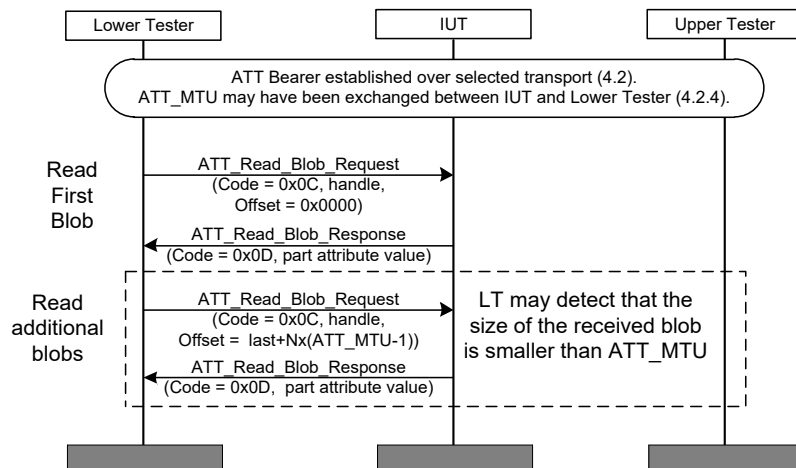 Lower Tester
IUT
Upper Tester
ATT Bearer established over selected transport (4.2).
ATT_MTU may have been exchanged between IUT and Lower Tester (4.2.4).
Read
First
Blob
ATT_Read_Blob_Request
(Code = 0x0C, handle,
Offset = 0x0000)
ATT_Read_Blob_Response
(Code = 0x0D, part attribute value)
Read
additional
blobs
ATT_Read_Blob_Request
(Code = 0x0C, handle,
Offset = last+Nx(ATT_MTU-1))
ATT_Read_Blob_Response
(Code = 0x0D, part attribute value)
LT may detect that the
size of the received blob
is smaller than ATT_MTU